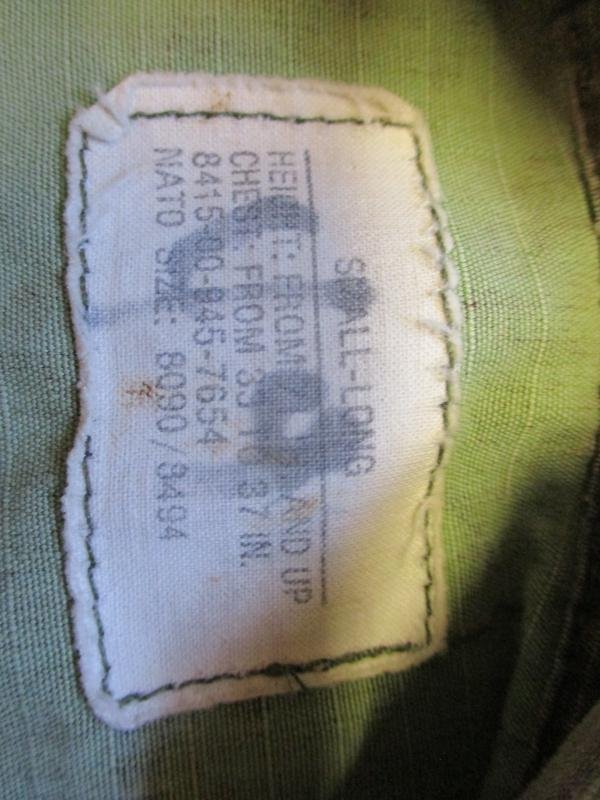 SMALL-LONG
HEIGHT: FROM AND UP
CHEST: FROM 33 TO 37 IN.
8415-00-945-7654
NATO SIZE: 8090/9494